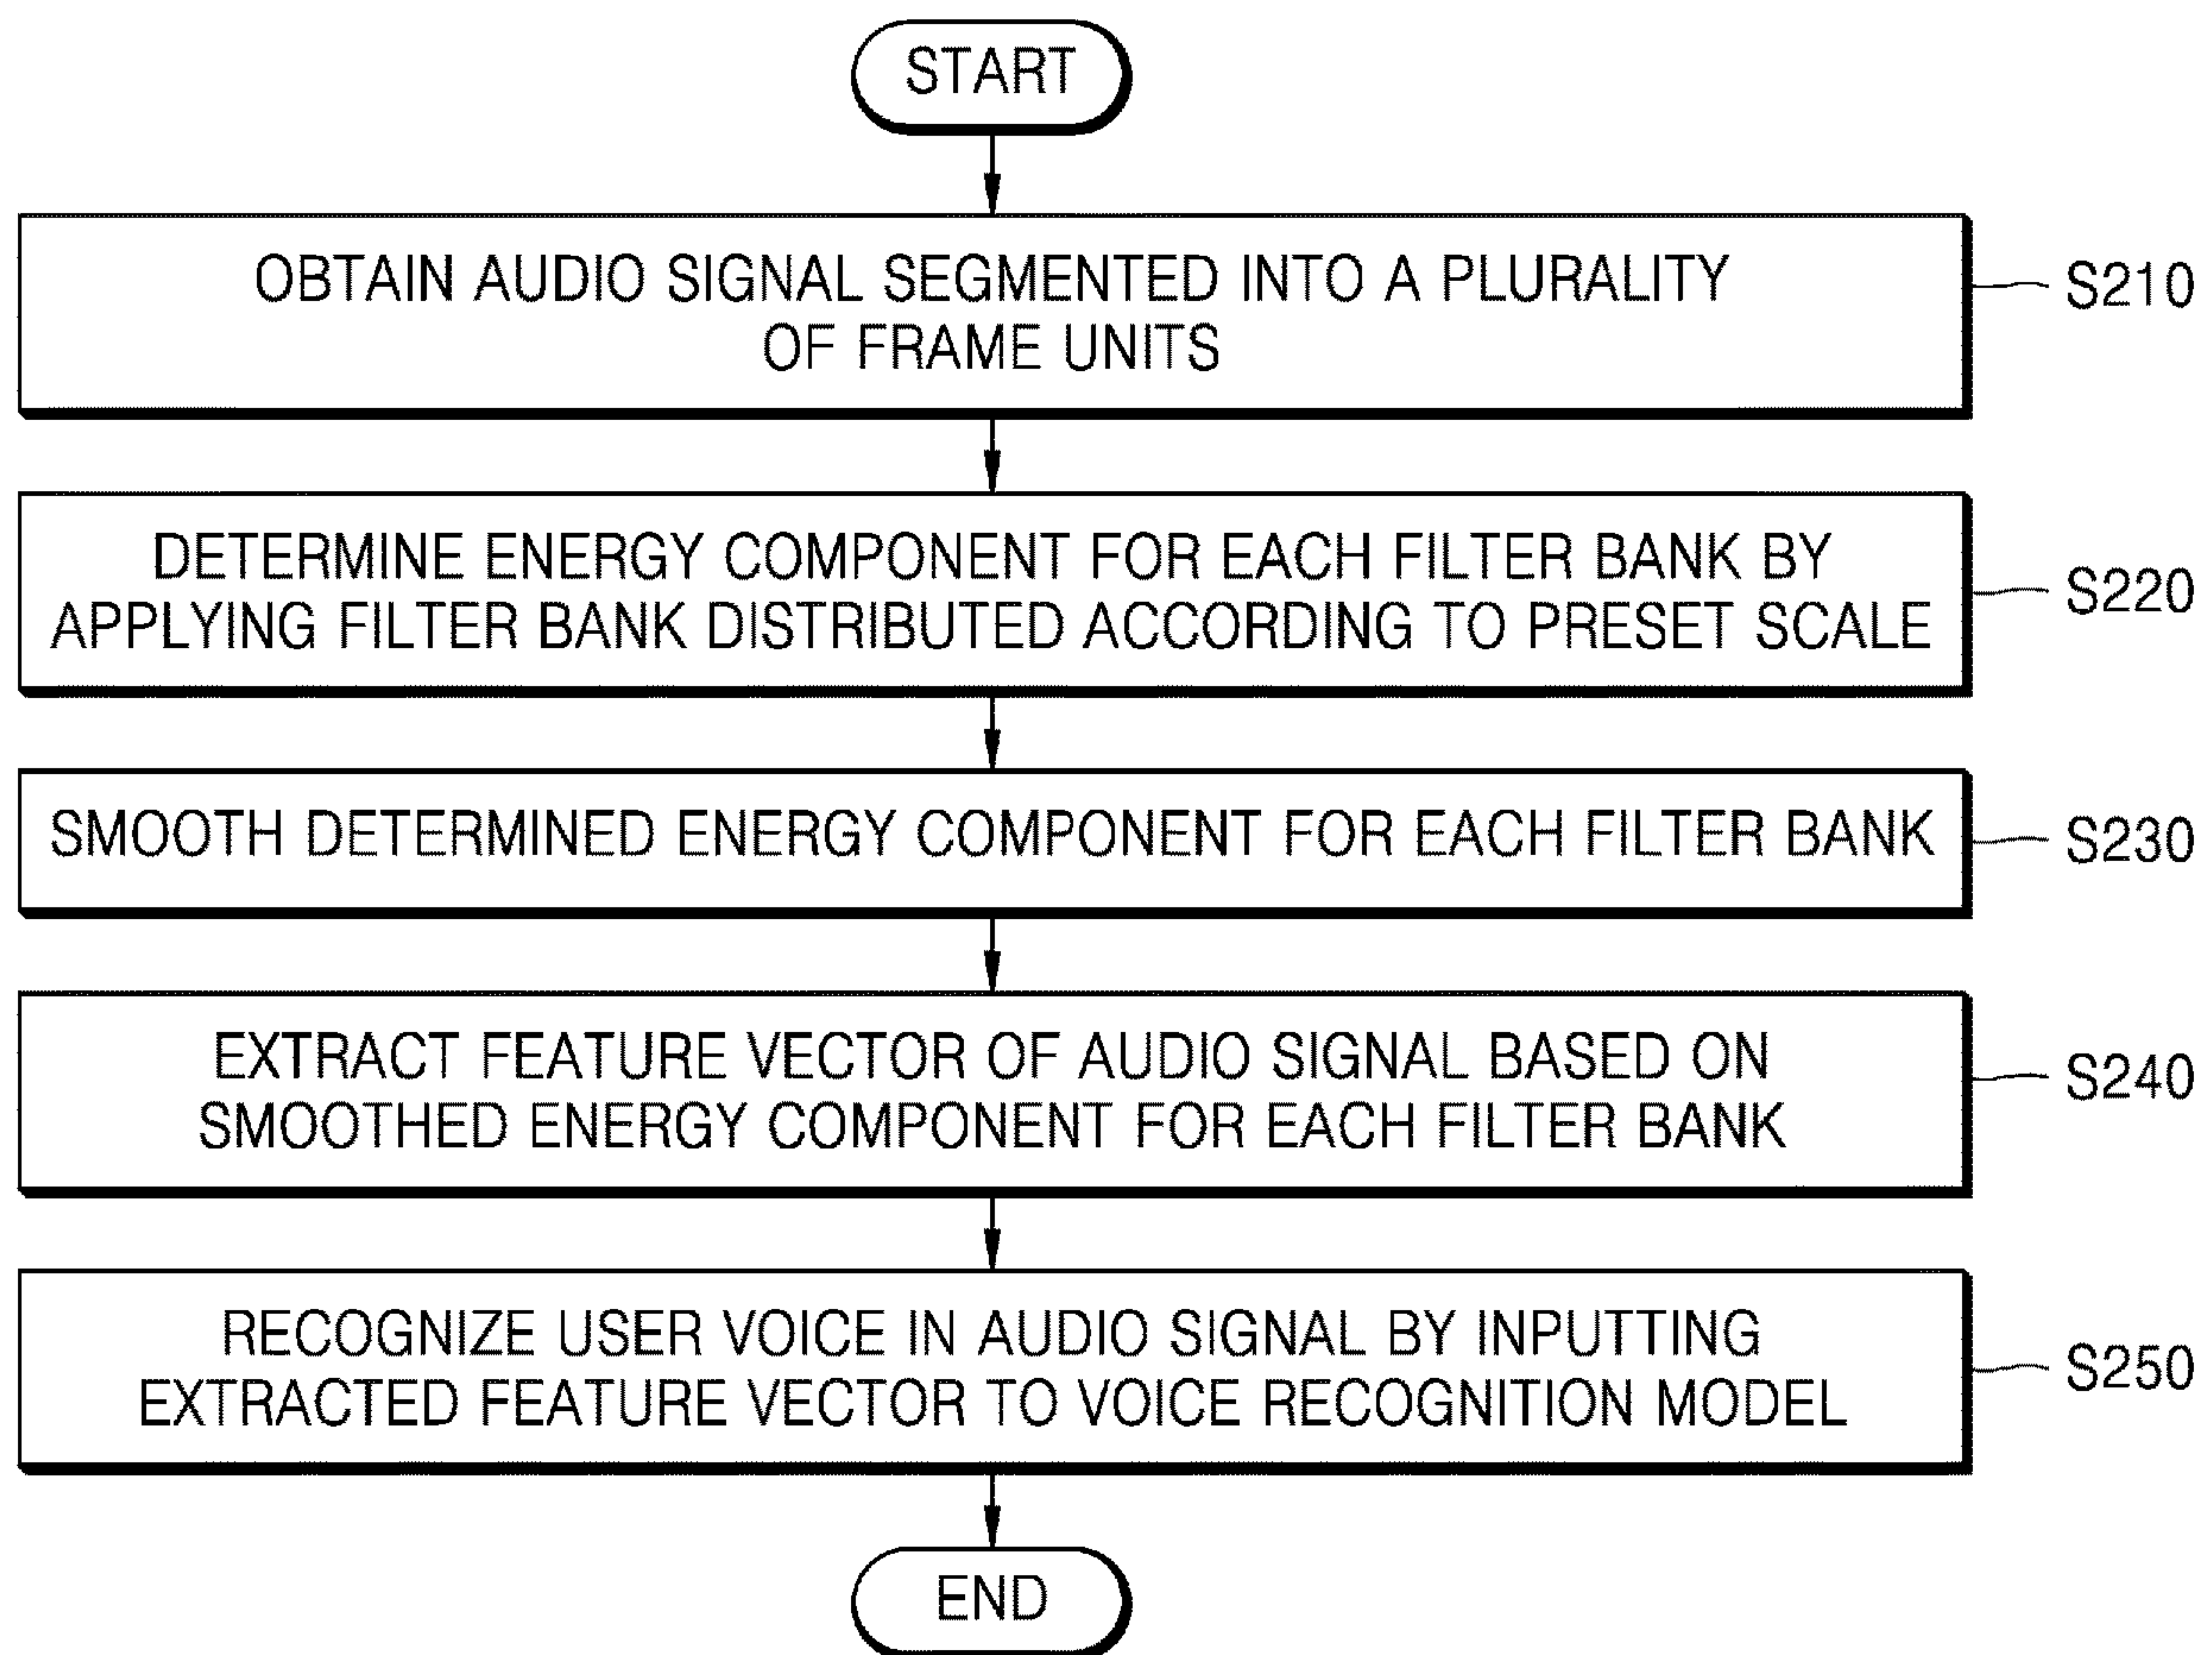 START
OBTAIN AUDIO SIGNAL SEGMENTED INTO A PLURALITY
OF FRAME UNITS
S210
DETERMINE ENERGY COMPONENT FOR EACH FILTER BANK BY
APPLYING FILTER BANK DISTRIBUTED ACCORDING TO PRESET SCALE
S220
SMOOTH DETERMINED ENERGY COMPONENT FOR EACH FILTER BANK
S230
EXTRACT FEATURE VECTOR OF AUDIO SIGNAL BASED ON
SMOOTHED ENERGY COMPONENT FOR EACH FILTER BANK
S240
RECOGNIZE USER VOICE IN AUDIO SIGNAL BY INPUTTING
EXTRACTED FEATURE VECTOR TO VOICE RECOGNITION MODEL
S250
END